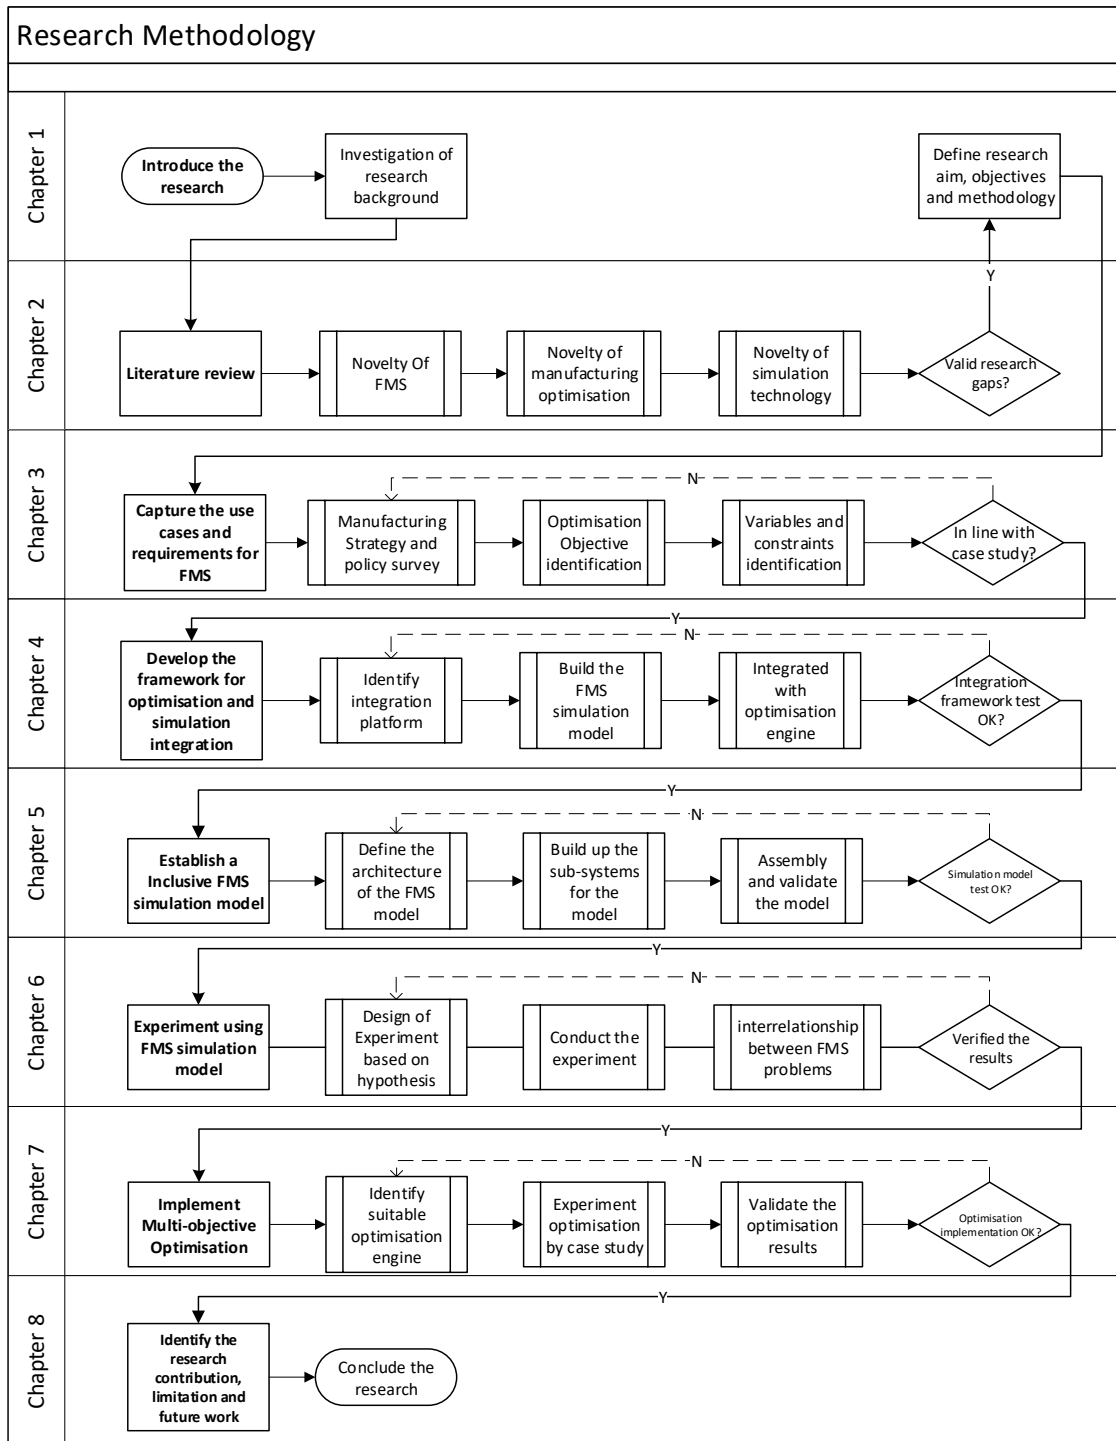 Research Methodology
Chapter 1
Introduce the
research
Investigation of
research
background
Define research
aim, objectives
and methodology
Y
Chapter 2
Literature review
Novelty Of
FMS
Novelty of
manufacturing
optimisation
Novelty of
simulation
technology
Valid research
gaps?
Chapter 3
N
Capture the use
cases and
requirements for
FMS
Manufacturing
Strategy and
policy survey
Optimisation
Objective
identification
Variables and
constraints
identification
In line with
case study?
Y
Chapter 4
N
Develop the
framework for
optimisation and
simulation
integration
Identify
integration
platform
Build the
FMS
simulation
model
Integrated
with
optimisation
engine
Integration
framework test
OK?
Y
Chapter 5
N
Establish a
Inclusive FMS
simulation model
Define the
architecture
of the FMS
model
Build up the
sub-systems
for the
model
Assembly
and validate
the model
Simulation model
test OK?
Y
Chapter 6
N
Experiment using
FMS simulation
model
Design of
Experiment
based on
hypothesis
Conduct the
experiment
interrelationship
between FMS
problems
Verified the
results
Y
Chapter 7
N
Implement
Multi-objective
Optimisation
Identify
suitable
optimisation
engine
Experiment
optimisation
by case study
Validate the
optimisation
results
Optimisation
implementation OK?
Y
Chapter 8
Identify the
research
contribution,
limitation and
future work
Conclude the
research